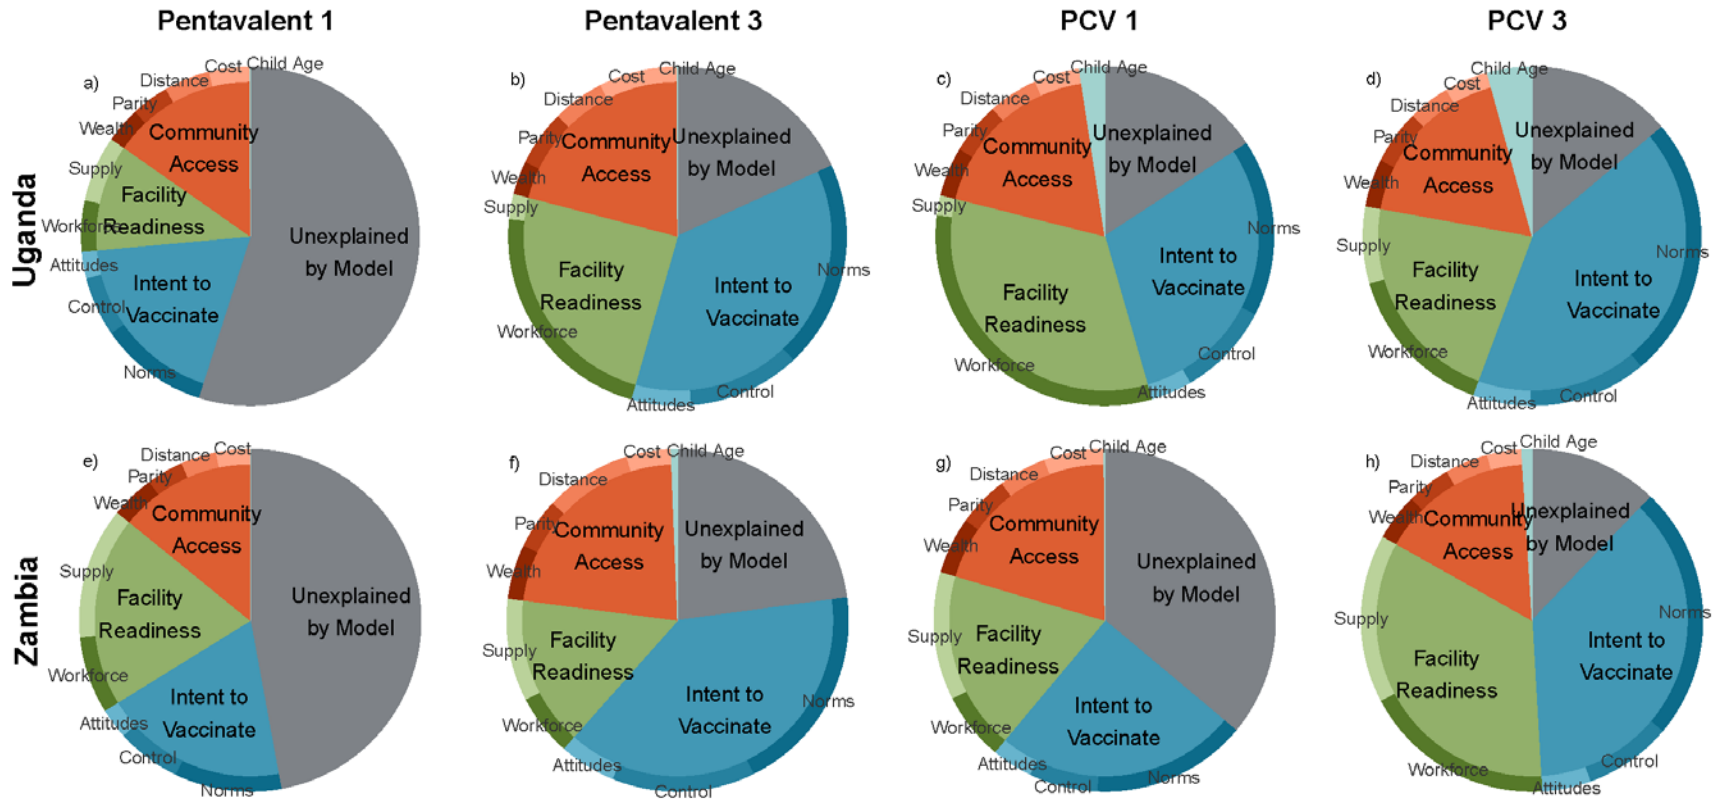 Pentavalent 1
Pentavalent 3
PCV 1
PCV 3
Uganda
a)
Cost
Child Age
Distance
Parity
Wealth
Supply
Workforce
Attitudes
Control
Norms
Community
Access
Facility
Readiness
Intent to
Vaccinate
Unexplained
by Model
b)
Cost
Child Age
Distance
Parity
Wealth
Supply
Workforce
Attitudes
Control
Norms
Community
Access
Unexplained
by Model
Facility
Readiness
Intent to
Vaccinate
c)
Cost
Child Age
Distance
Parity
Wealth
Supply
Workforce
Attitudes
Control
Norms
Community
Access
Unexplained
by Model
Facility
Readiness
Intent to
Vaccinate
d)
Cost
Child Age
Distance
Parity
Wealth
Supply
Workforce
Attitudes
Control
Norms
Community
Access
Unexplained
by Model
Facility
Readiness
Intent to
Vaccinate
Zambia
e)
Cost
Distance
Parity
Wealth
Supply
Workforce
Attitudes
Control
Norms
Community
Access
Facility
Readiness
Intent to
Vaccinate
Unexplained
by Model
f)
Cost
Child Age
Distance
Parity
Wealth
Supply
Workforce
Attitudes
Control
Norms
Community
Access
Unexplained
by Model
Facility
Readiness
Intent to
Vaccinate
g)
Cost
Child Age
Distance
Parity
Wealth
Supply
Workforce
Attitudes
Control
Norms
Community
Access
Unexplained
by Model
Facility
Readiness
Intent to
Vaccinate
h)
Cost
Child Age
Distance
Parity
Wealth
Supply
Workforce
Attitudes
Control
Norms
Community
Access
Unexplained
by Model
Facility
Readiness
Intent to
Vaccinate